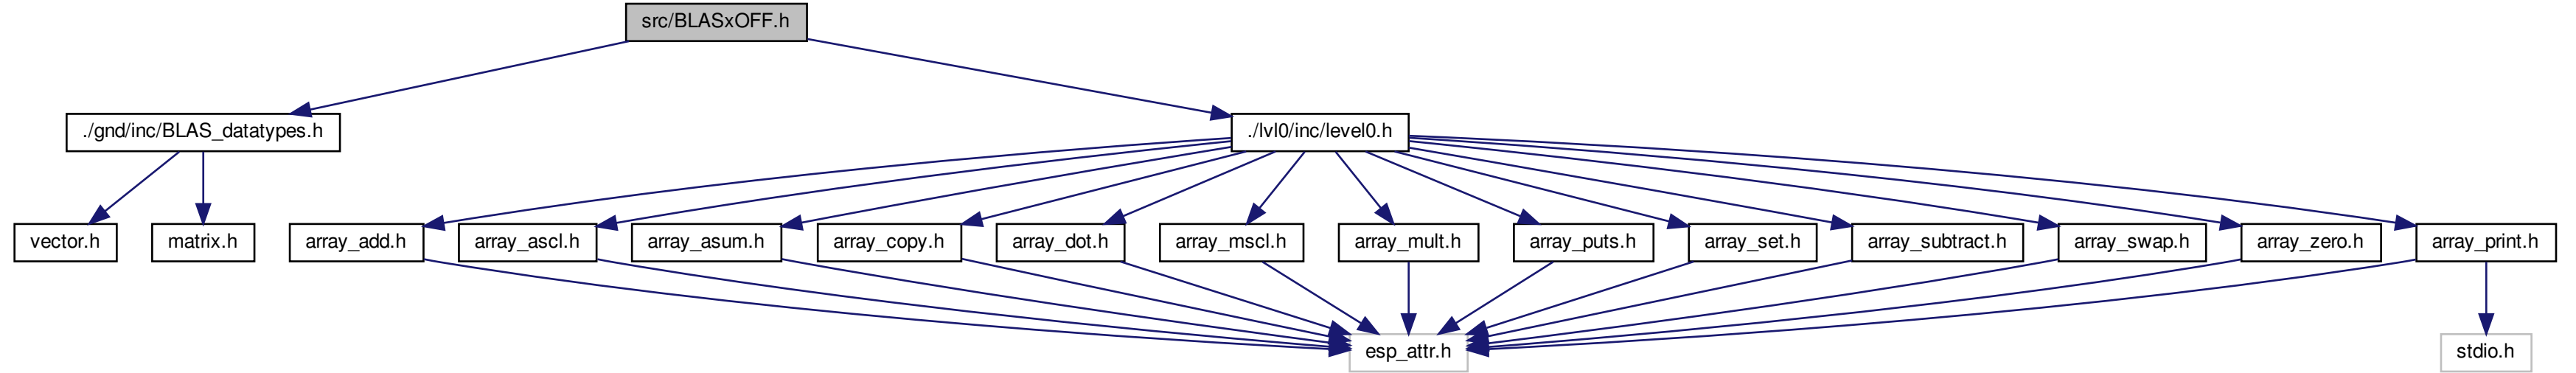 src/BLASxOFF.h
./gnd/inc/BLAS_datatypes.h
./lvl0/inc/level0.h
vector.h
matrix.h
array_add.h
array_ascl.h
array_asum.h
array_copy.h
array_dot.h
array_mscl.h
array_mult.h
array_puts.h
array_set.h
array_subtract.h
array_swap.h
array_zero.h
array_print.h
esp_attr.h
stdio.h